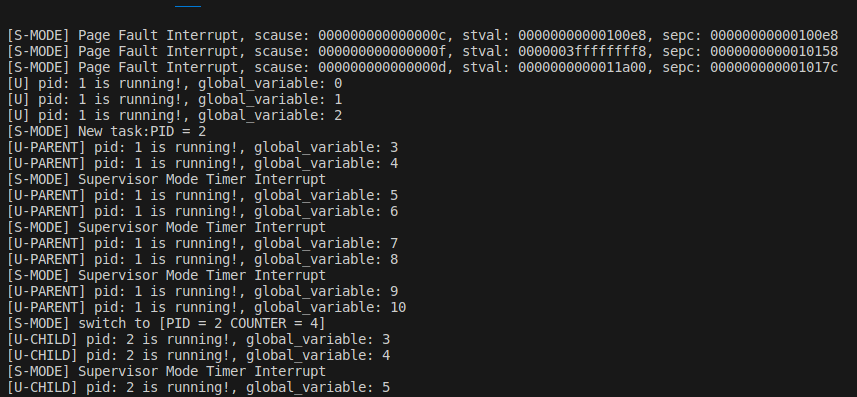 [S-MODE] Page Fault Interrupt, scause: 000000000000000c, stval: 00000000000100e8, sepc: 00000000000100e8
[S-MODE] Page Fault Interrupt, scause: 000000000000000f, stval: 0000003ffffffff8, sepc: 0000000000010158
[S-MODE] Page Fault Interrupt, scause: 000000000000000d, stval: 0000000000011a00, sepc: 000000000001017c
[U] pid: 1 is running!, global_variable: 0
[U] pid: 1 is running!, global_variable: 1
[U] pid: 1 is running!, global_variable: 2
[S-MODE] New task:PID = 2
[U-PARENT] pid: 1 is running!, global_variable: 3
[U-PARENT] pid: 1 is running!, global_variable: 4
[S-MODE] Supervisor Mode Timer Interrupt
[U-PARENT] pid: 1 is running!, global_variable: 5
[U-PARENT] pid: 1 is running!, global_variable: 6
[S-MODE] Supervisor Mode Timer Interrupt
[U-PARENT] pid: 1 is running!, global_variable: 7
[U-PARENT] pid: 1 is running!, global_variable: 8
[S-MODE] Supervisor Mode Timer Interrupt
[U-PARENT] pid: 1 is running!, global_variable: 9
[U-PARENT] pid: 1 is running!, global_variable: 10
[S-MODE] switch to [PID = 2 COUNTER = 4]
[U-CHILD] pid: 2 is running!, global_variable: 3
[U-CHILD] pid: 2 is running!, global_variable: 4
[S-MODE] Supervisor Mode Timer Interrupt
[U-CHILD] pid: 2 is running!, global_variable: 5